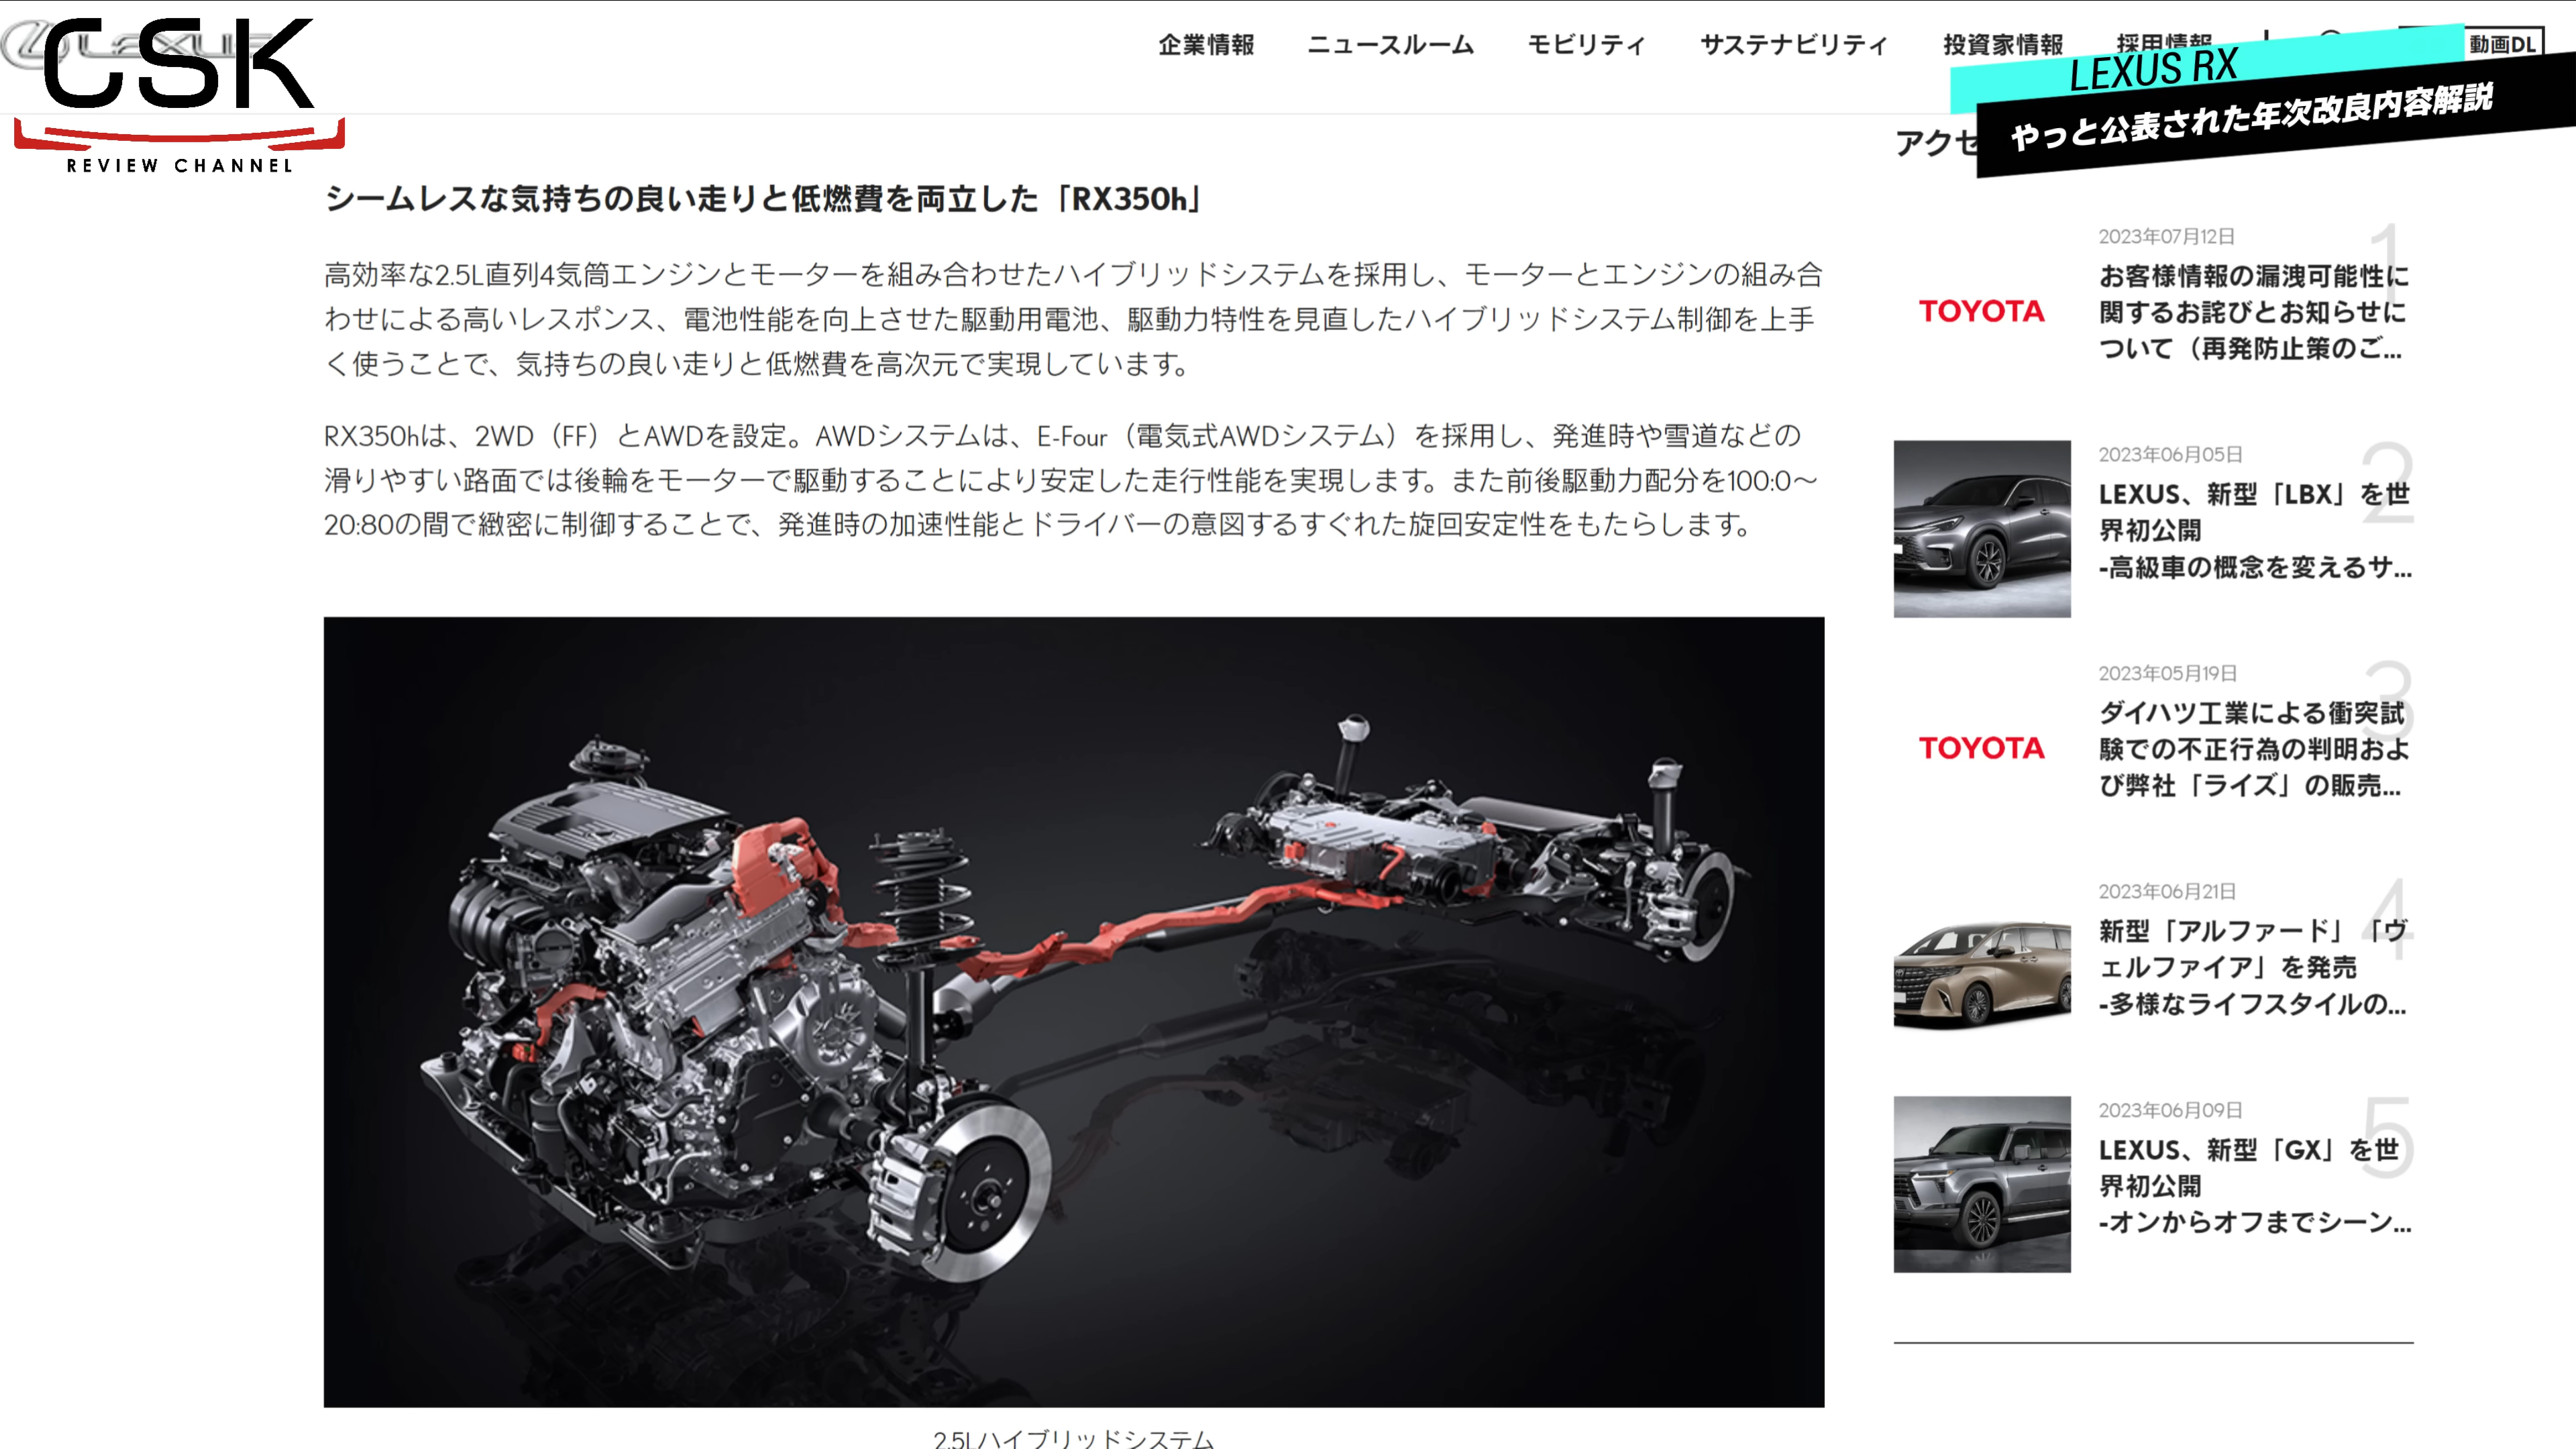 LEXUS
CSK
REVIEW CHANNEL
企業情報
ニュースルーム
モビリティ
サステナビリティ
投資家情報
採用情報
動画DL
LEXUS RX
やっと公表された年次改良内容解説
アクセ
シームレスな気持ちの良い走りと低燃費を両立した「RX350h」
高効率な2.5L直列4気筒エンジンとモーターを組み合わせたハイブリッドシステムを採用し、モーターとエンジンの組み合
わせによる高いレスポンス、電池性能を向上させた駆動用電池、駆動力特性を見直したハイブリッドシステム制御を上手
く使うことで、気持ちの良い走りと低燃費を高次元で実現しています。
RX350hは、2WD（FF）とAWDを設定。AWDシステムは、E-Four（電気式AWDシステム）を採用し、発進時や雪道などの
滑りやすい路面では後輪をモーターで駆動することにより安定した走行性能を実現します。また前後駆動力配分を100:0～
20:80の間で緻密に制御することで、発進時の加速性能とドライバーの意図するすぐれた旋回安定性をもたらします。
2.5Lハイブリッドシステム
1
2023年07月12日
TOYOTA
お客様情報の漏洩可能性に
関するお詫びとお知らせに
ついて（再発防止策のご...
2
2023年06月05日
LEXUS、新型「LBX」を世
界初公開
-高級車の概念を変えるサ...
3
2023年05月19日
TOYOTA
ダイハツ工業による衝突試
験での不正行為の判明およ
び弊社「ライズ」の販売...
4
2023年06月21日
新型「アルファード」「ヴ
ェルファイア」を発売
-多様なライフスタイルの...
5
2023年06月09日
LEXUS、新型「GX」を世
界初公開
-オンからオフまでシーン...